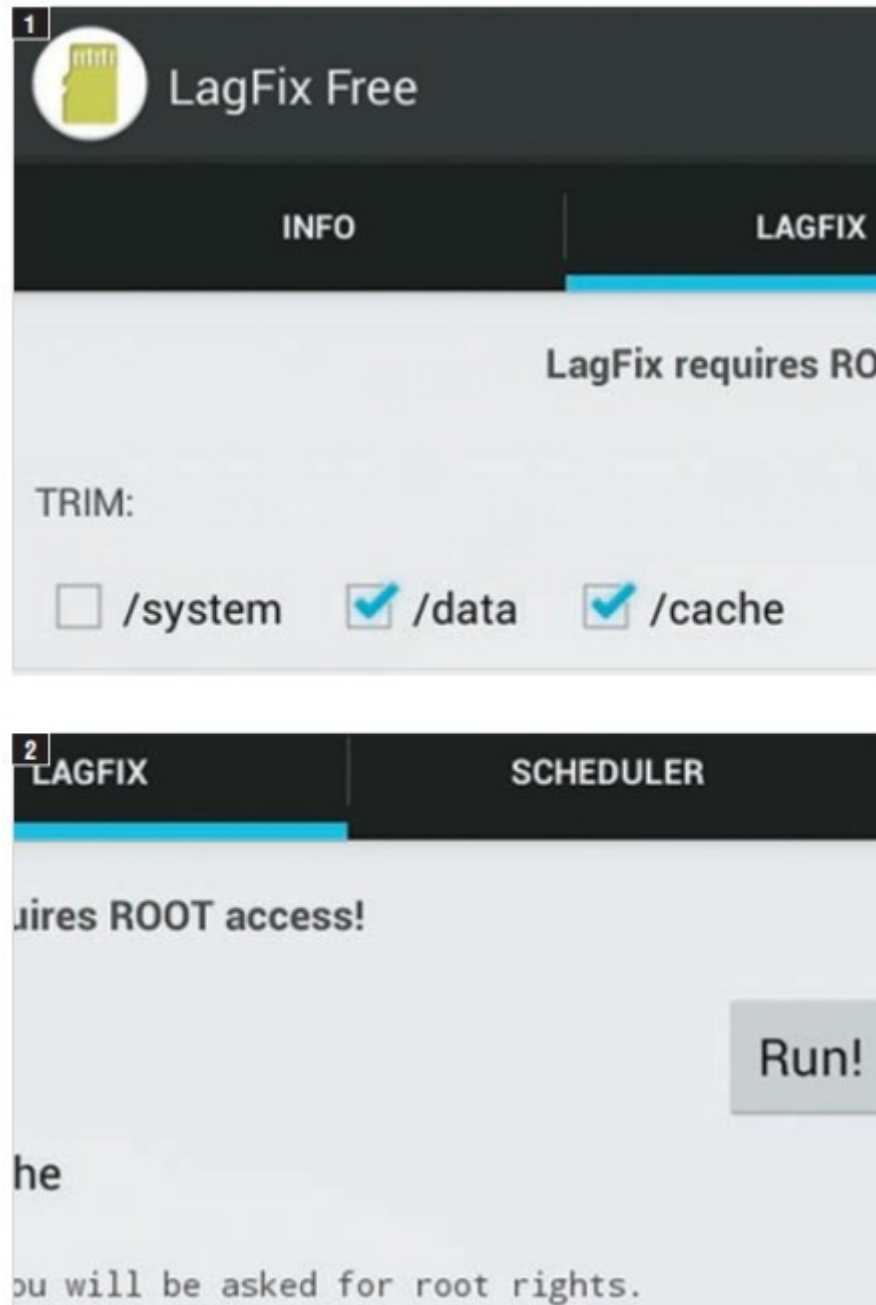 1
LagFix Free
INFO LAGFIX
LagFix requires RO
TRIM:
/system /data /cache
2
LAGFIX SCHEDULER
uires ROOT access!
Run!
he
ou will be asked for root rights.